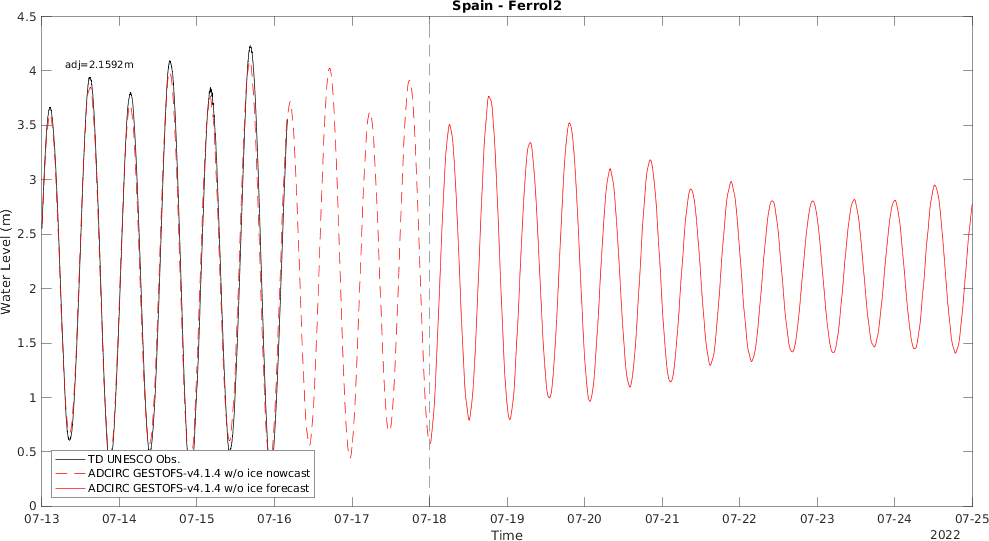 Spain - Ferrol2
4.5
adj=2.1592m
4
3.5
3
2.5
2
1.5
1
0.5
0
Water Level (m)
TD UNESCO Obs.
ADCIRC GESTOFS-v4.1.4 w/o ice nowcast
ADCIRC GESTOFS-v4.1.4 w/o ice forecast
07-13 07-14 07-15 07-16 07-17 07-18 07-19 07-20 07-21 07-22 07-23 07-24 07-25
Time
2022